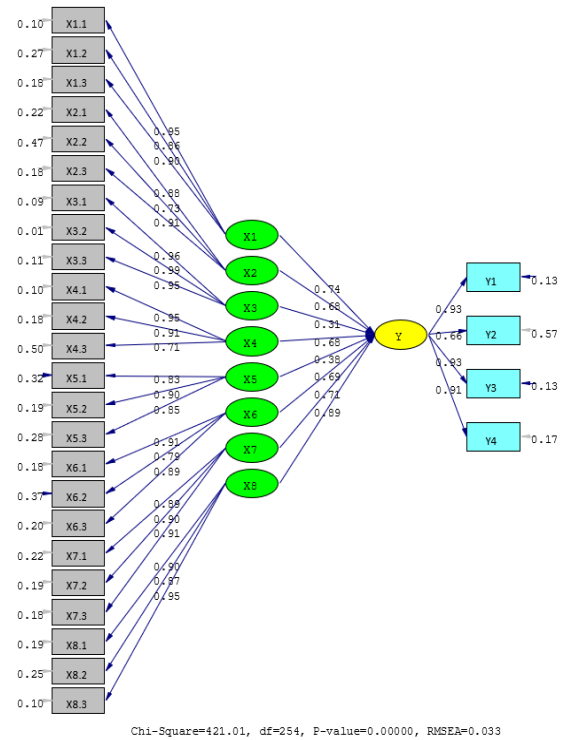 0.10 X1.1
0.27 X1.2
0.18 X1.3
0.22 X2.1
0.47 X2.2
0.18 X2.3
0.09 X3.1
0.01 X3.2
0.11 X3.3
0.10 X4.1
0.18 X4.2
0.50 X4.3
0.32 X5.1
0.19 X5.2
0.28 X5.3
0.18 X6.1
0.37 X6.2
0.20 X6.3
0.22 X7.1
0.19 X7.2
0.18 X7.3
0.19 X8.1
0.25 X8.2
0.10 X8.3
0.95
0.86
0.90
0.88
0.73
0.91
0.96
0.99
0.95
0.95
0.91
0.71
0.83
0.90
0.85
0.91
0.79
0.89
0.89
0.90
0.91
0.90
0.87
0.95
X1
X2
X3
X4
X5
X6
X7
X8
0.74
0.68
0.31
0.68
0.38
0.69
0.71
0.89
Y
0.93
0.66
0.93
0.91
Y1 0.13
Y2 0.57
Y3 0.13
Y4 0.17
Chi-Square=421.01, df=254, P-value=0.00000, RMSEA=0.033